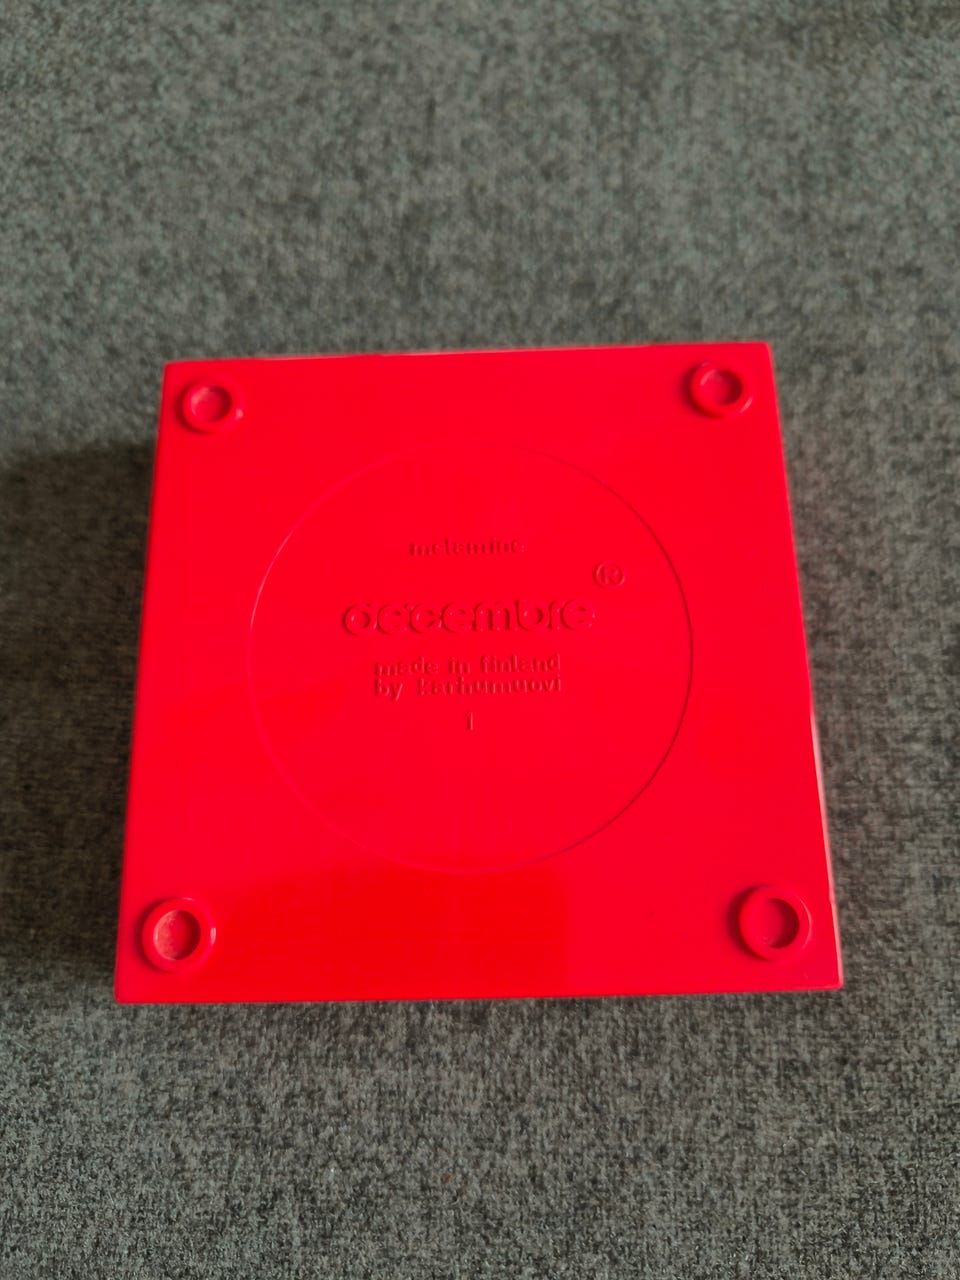 melamine
decembre ®
made in finland
by karhumuovi
1